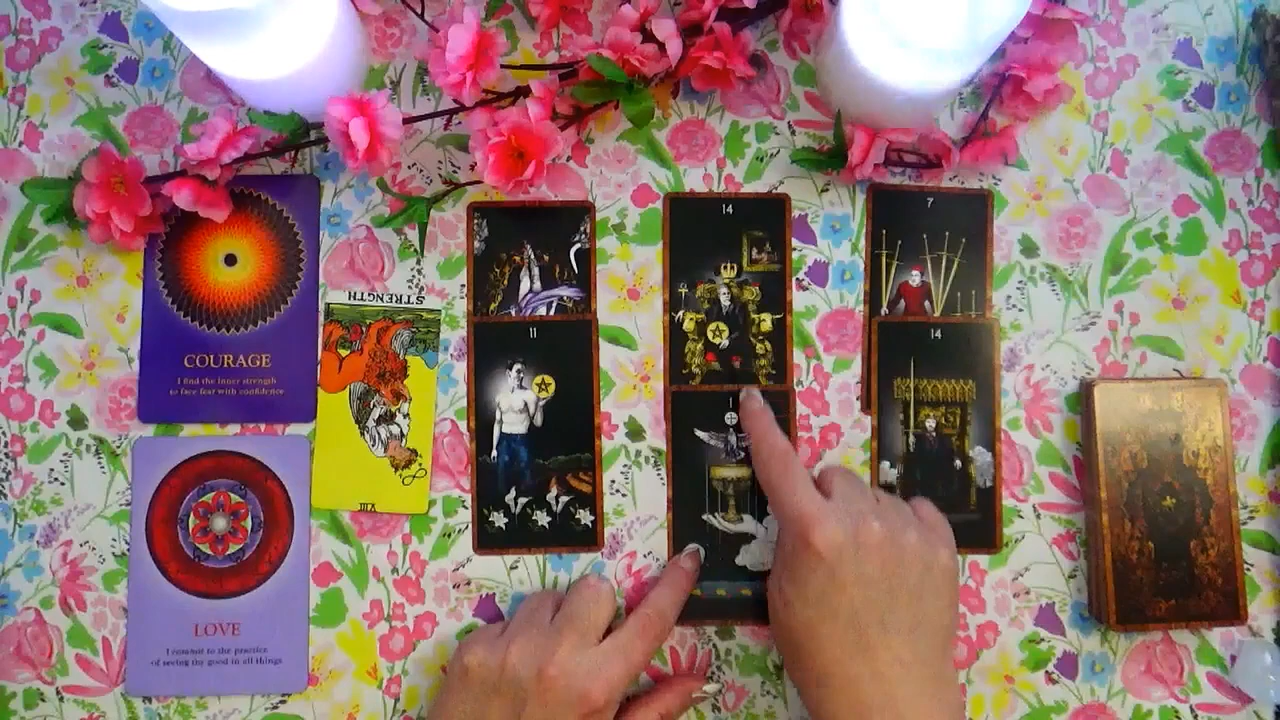 COURAGE
I find the inner strength
to face fear with confidence
LOVE
I commit to the practice
of seeing the good in all things
STRENGTH
VIII
11
14
1
7
14